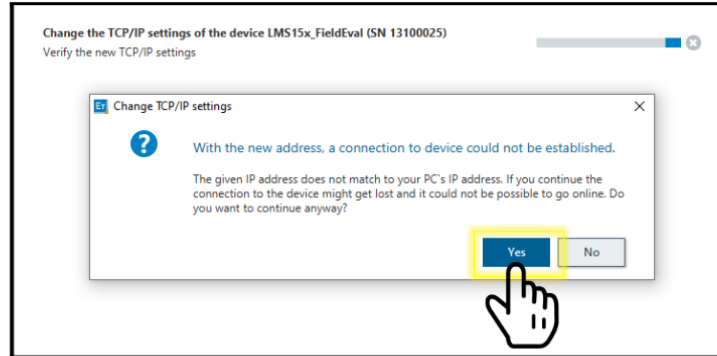 Change the TCP/IP settings of the device LMS15x_FieldEval (SN 13100025)
Verify the new TCP/IP settings
ET Change TCP/IP settings
With the new address, a connection to device could not be established.
The given IP address does not match to your PC's IP address. If you continue the
connection to the device might get lost and it could not be possible to go online. Do
you want to continue anyway?
Yes No